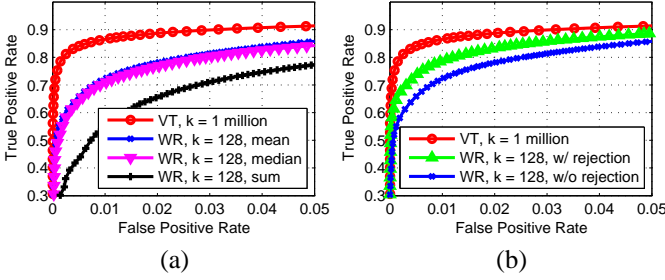 True Positive Rate
0.9
0.8
0.7
0.6
0.5
0.4
0.3
VT, k = 1 million
WR, k = 128, mean
WR, k = 128, median
WR, k = 128, sum
0 0.01 0.02 0.03 0.04 0.05
False Positive Rate
(a)
True Positive Rate
0.9
0.8
0.7
0.6
0.5
0.4
0.3
VT, k = 1 million
WR, k = 128, w/ rejection
WR, k = 128, w/o rejection
0 0.01 0.02 0.03 0.04 0.05
False Positive Rate
(b)